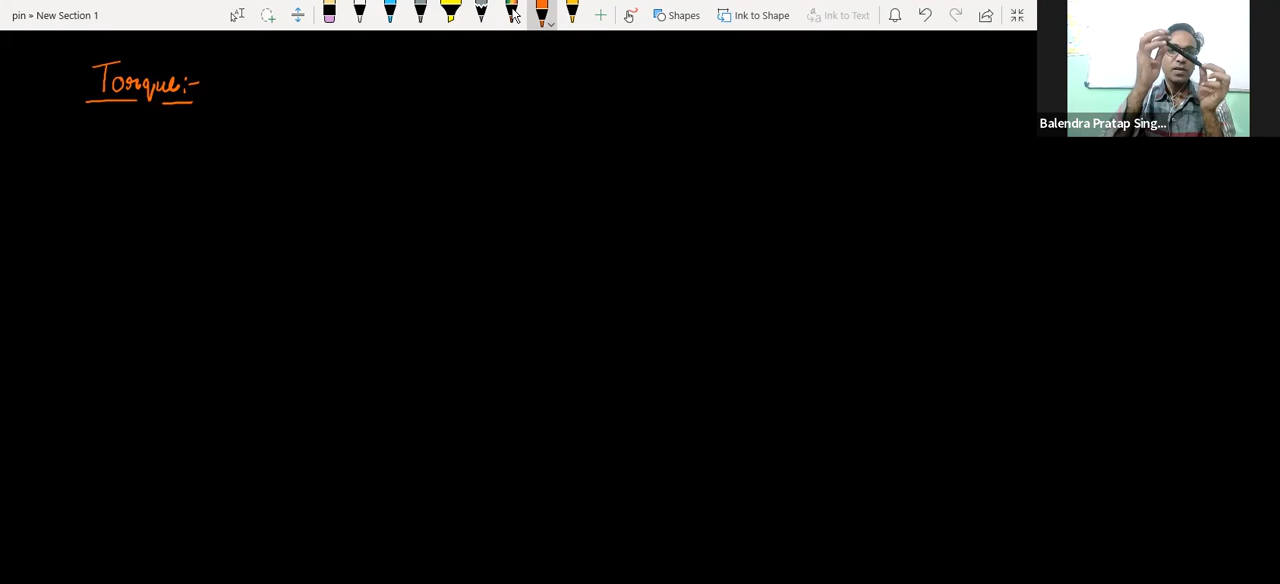 pin » New Section 1
Shapes
Ink to Shape
Ink to Text
Torque:-
Balendra Pratap Sing...